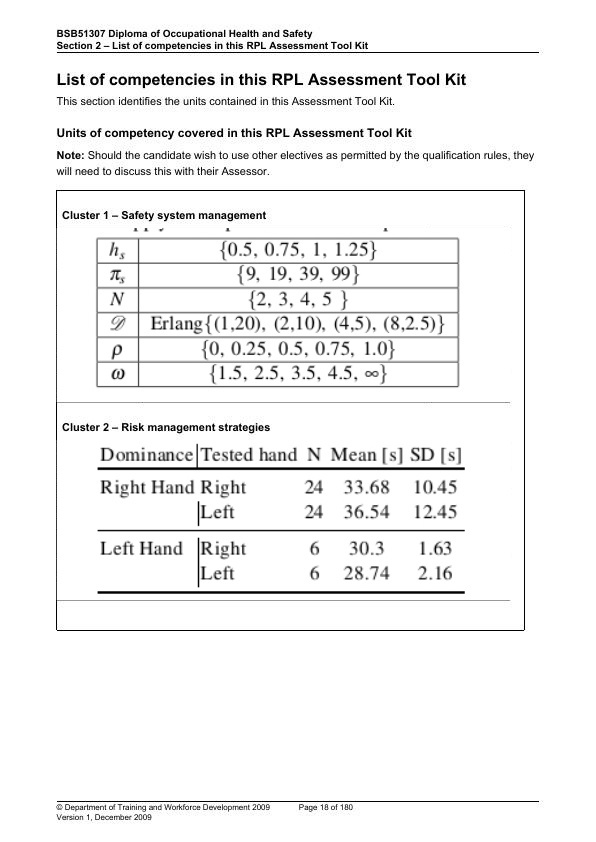 BSB51307 Diploma of Occupational Health and Safety
Section 2 – List of competencies in this RPL Assessment Tool Kit
List of competencies in this RPL Assessment Tool Kit
This section identifies the units contained in this Assessment Tool Kit.
Units of competency covered in this RPL Assessment Tool Kit
Note: Should the candidate wish to use other electives as permitted by the qualification rules, they
will need to discuss this with their Assessor.
Cluster 1 – Safety system management
hₛ {0.5, 0.75, 1, 1.25}
πₛ {9, 19, 39, 99}
N {2, 3, 4, 5 }
𝒟 Erlang{(1,20), (2,10), (4,5), (8,2.5)}
ρ {0, 0.25, 0.5, 0.75, 1.0}
ω {1.5, 2.5, 3.5, 4.5, ∞}
Cluster 2 – Risk management strategies
Dominance Tested hand N Mean [s] SD [s]
Right Hand Right 24 33.68 10.45
Left 24 36.54 12.45
Left Hand Right 6 30.3 1.63
Left 6 28.74 2.16
© Department of Training and Workforce Development 2009 Page 18 of 180
Version 1, December 2009